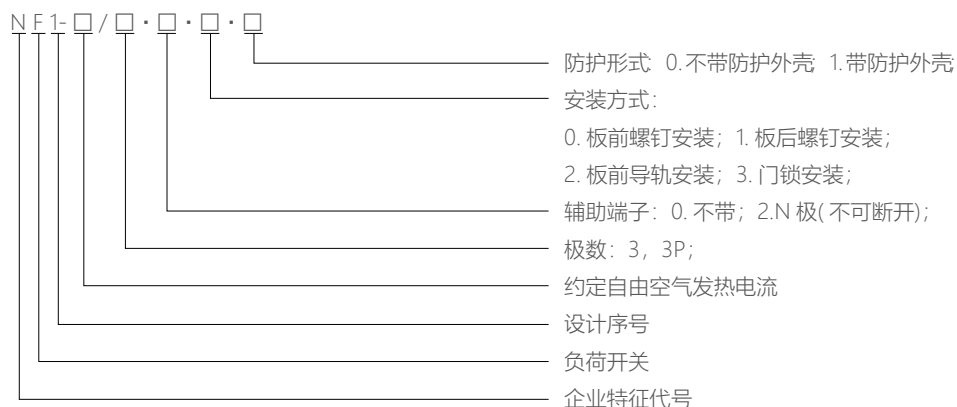 N F 1- □ / □ · □ · □ · □
防护形式: 0.不带防护外壳; 1.带防护外壳
安装方式:
0. 板前螺钉安装; 1. 板后螺钉安装;
2. 板前导轨安装; 3. 门锁安装;
辅助端子: 0. 不带; 2.N 极( 不可断开);
极数: 3, 3P;
约定自由空气发热电流
设计序号
负荷开关
企业特征代号